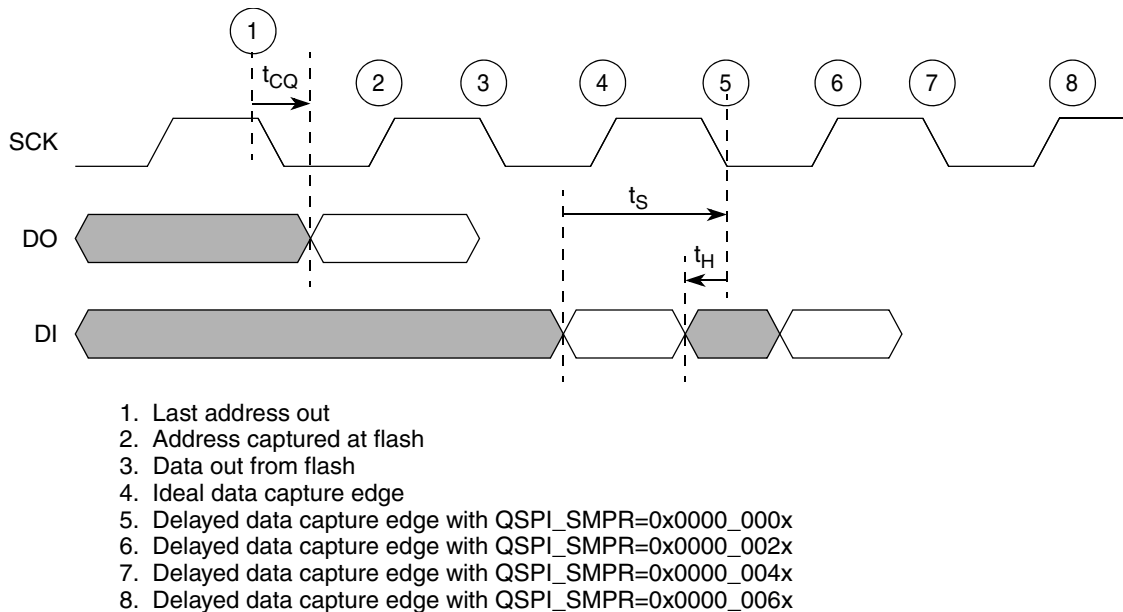 1
tCQ
2
3
4
5
6
7
8
SCK
tS
DO
tH
DI
1. Last address out
2. Address captured at flash
3. Data out from flash
4. Ideal data capture edge
5. Delayed data capture edge with QSPI_SMPR=0x0000_000x
6. Delayed data capture edge with QSPI_SMPR=0x0000_002x
7. Delayed data capture edge with QSPI_SMPR=0x0000_004x
8. Delayed data capture edge with QSPI_SMPR=0x0000_006x